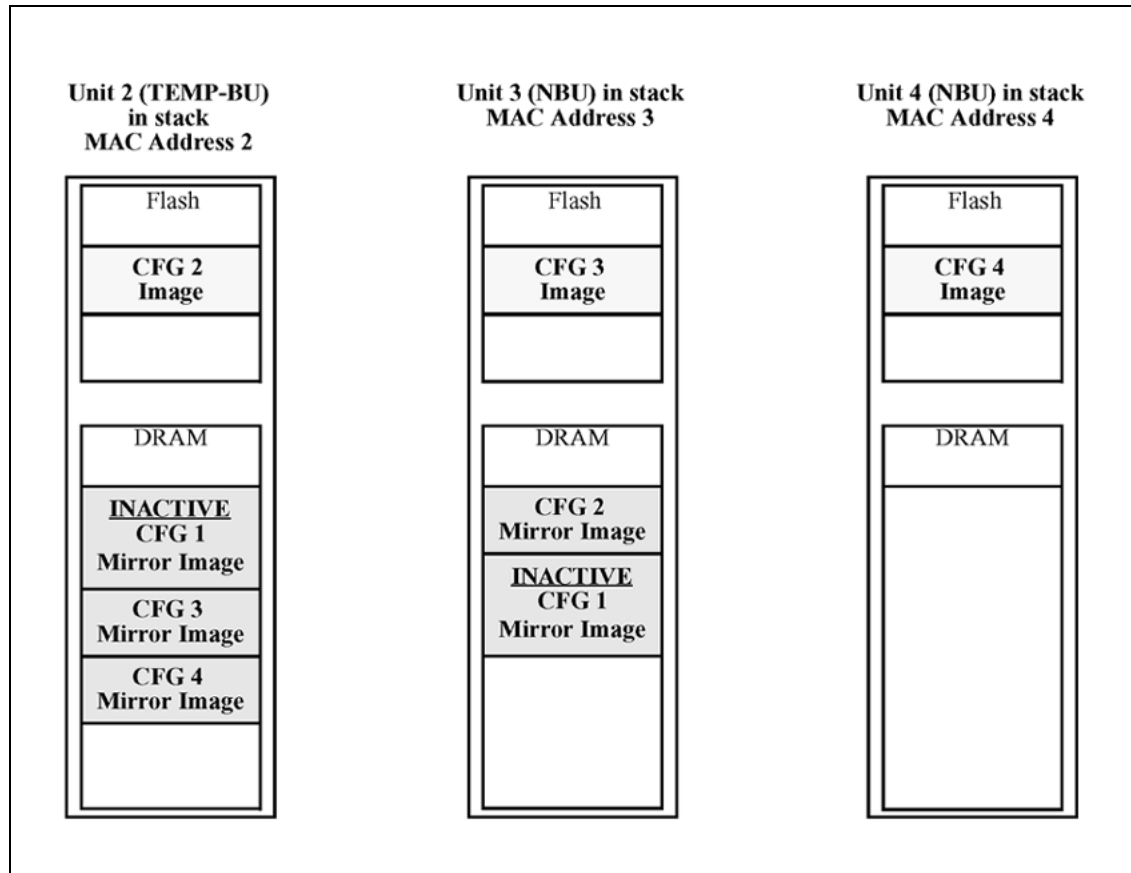 Unit 2 (TEMP-BU)
in stack
MAC Address 2
Flash
CFG 2
Image
DRAM
INACTIVE
CFG 1
Mirror Image
CFG 3
Mirror Image
CFG 4
Mirror Image
Unit 3 (NBU) in stack
MAC Address 3
Flash
CFG 3
Image
DRAM
CFG 2
Mirror Image
INACTIVE
CFG 1
Mirror Image
Unit 4 (NBU) in stack
MAC Address 4
Flash
CFG 4
Image
DRAM